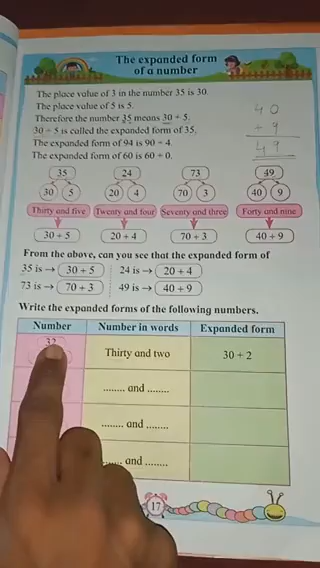 The expanded form
of a number
The place value of 3 in the number 35 is 30.
The place value of 5 is 5.
Therefore the number 35 means 30 + 5.
30 + 5 is called the expanded form of 35.
The expanded form of 94 is 90 + 4.
The expanded form of 60 is 60 + 0.
40
+ 9
49
35 24 73 49
30 5 20 4 70 3 40 9
Thirty and five Twenty and four Seventy and three Forty and nine
30 + 5 20 + 4 70 + 3 40 + 9
From the above, can you see that the expanded form of
35 is → 30 + 5 24 is → 20 + 4
73 is → 70 + 3 49 is → 40 + 9
Write the expanded forms of the following numbers.
Number Number in words Expanded form
32 Thirty and two 30 + 2
........ and ........
........ and ........
........ and ........
17